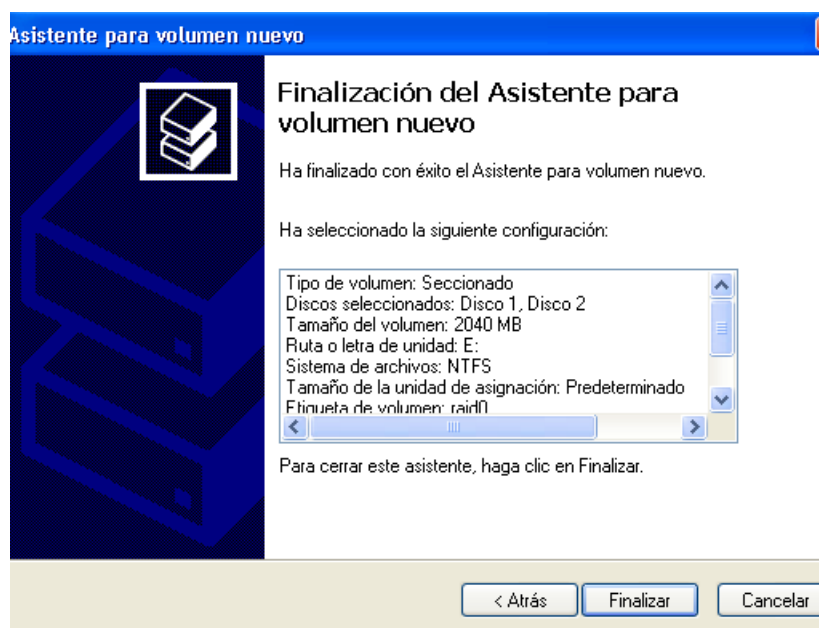 Asistente para volumen nuevo
Finalización del Asistente para
volumen nuevo
Ha finalizado con éxito el Asistente para volumen nuevo.
Ha seleccionado la siguiente configuración:
Tipo de volumen: Seccionado
Discos seleccionados: Disco 1, Disco 2
Tamaño del volumen: 2040 MB
Ruta o letra de unidad: E:
Sistema de archivos: NTFS
Tamaño de la unidad de asignación: Predeterminado
Etiqueta de volumen: raid0
Para cerrar este asistente, haga clic en Finalizar.
< Atrás Finalizar Cancelar